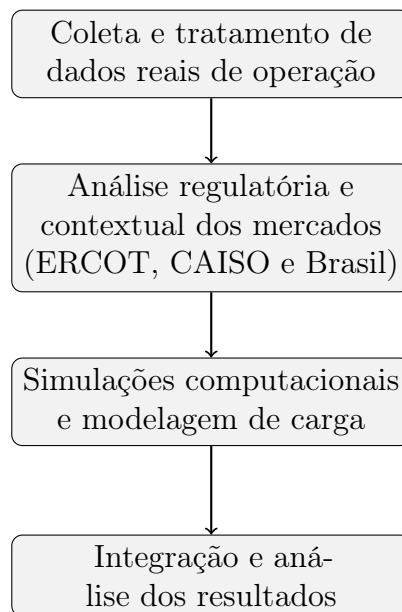 Coleta e tratamento de
dados reais de operação
Análise regulatória e
contextual dos mercados
(ERCOT, CAISO e Brasil)
Simulações computacionais
e modelagem de carga
Integração e aná-
lise dos resultados